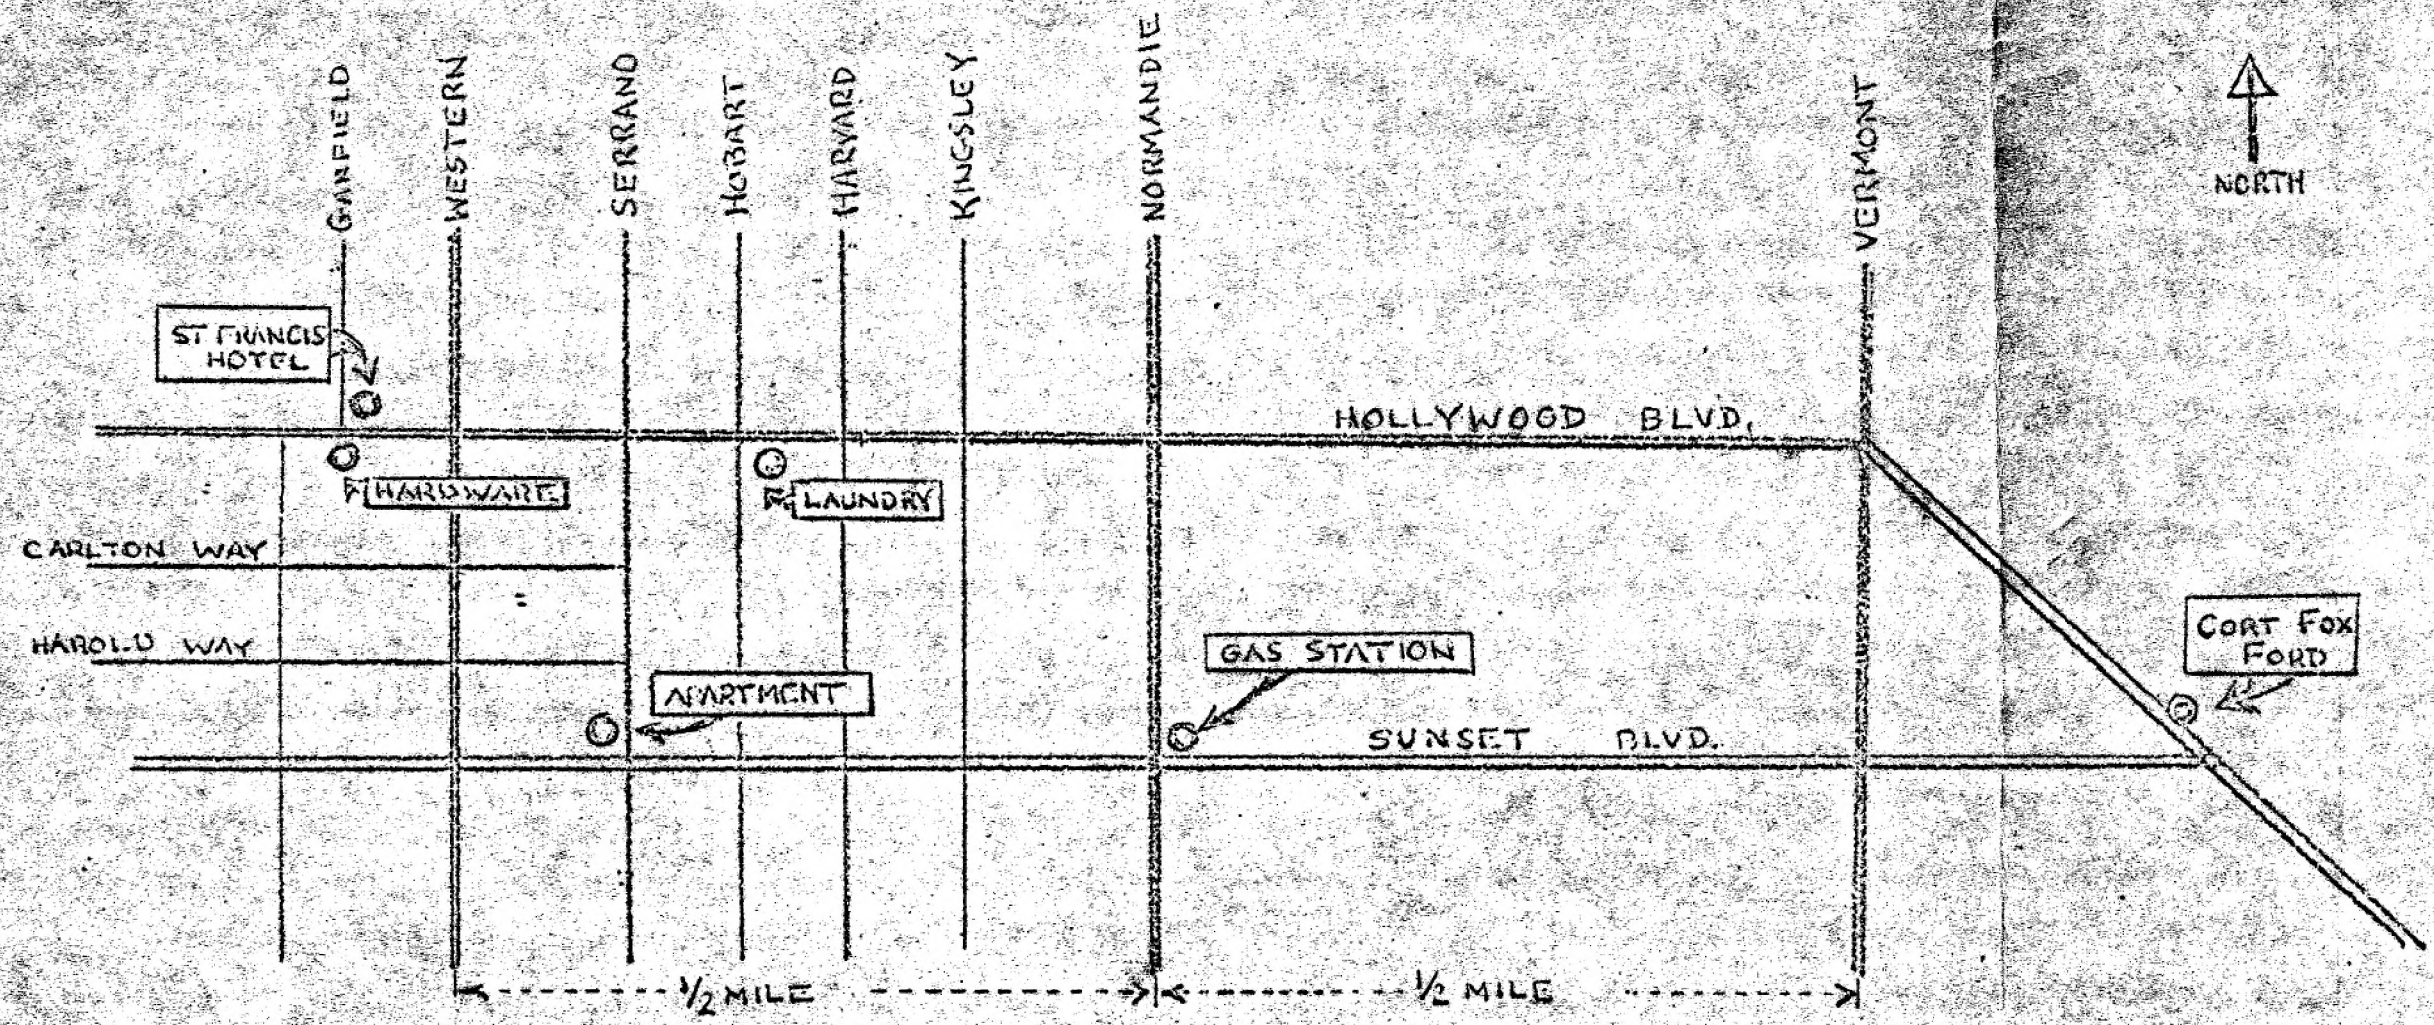 GARFIELD
WESTERN
SERRANO
HOBART
HARVARD
KINGSLEY
NORMANDIE
VERMONT
NORTH
ST FRANCIS
HOTEL
HOLLYWOOD BLVD.
HARDWARE
LAUNDRY
CARLTON WAY
HAROLD WAY
APARTMENT
GAS STATION
CORT FOX
FORD
SUNSET BLVD.
1/2 MILE
1/2 MILE